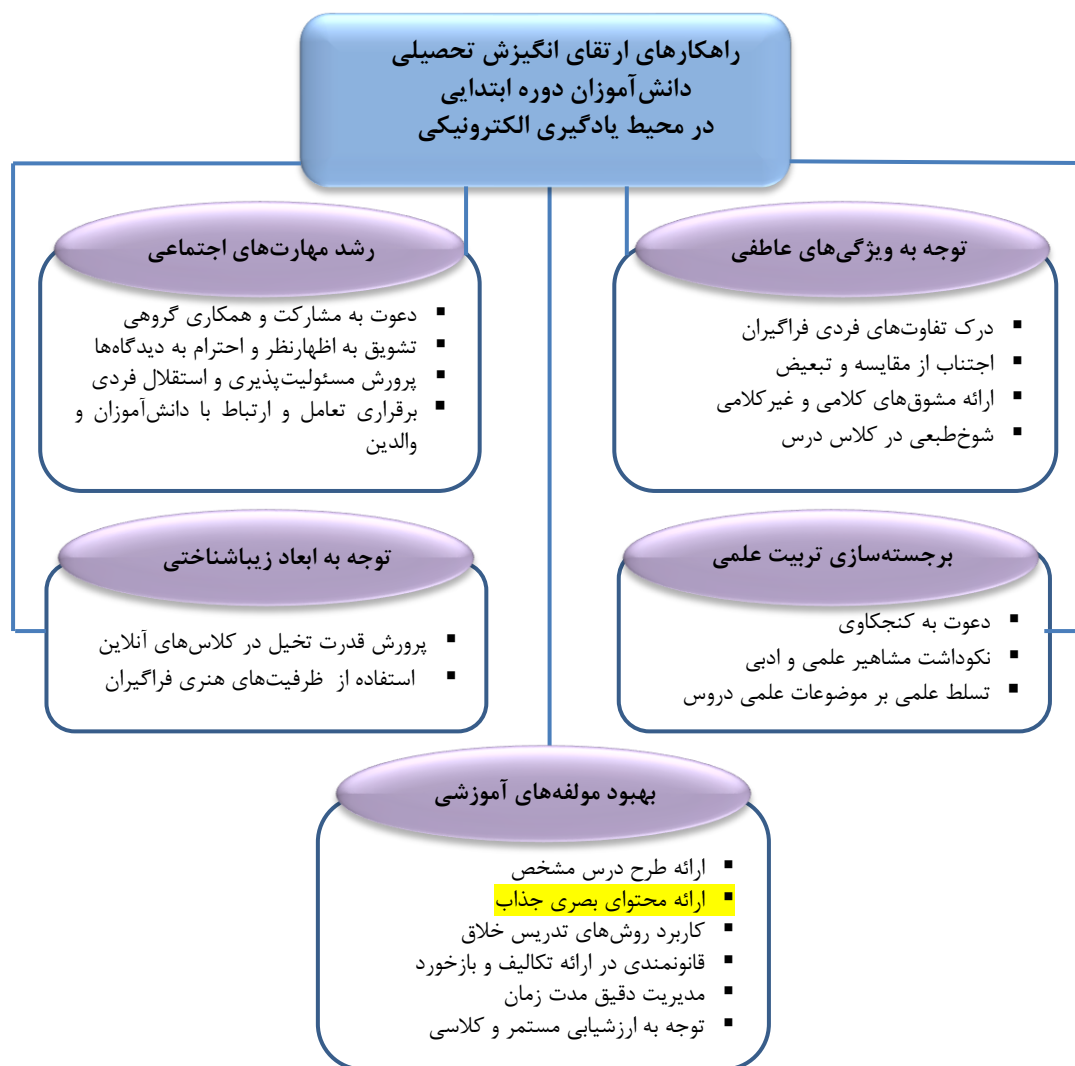 راهکارهای ارتقای انگیزش تحصیلی
دانش‌آموزان دوره ابتدایی
در محیط یادگیری الکترونیکی
توجه به ویژگی‌های عاطفی
▪ درک تفاوت‌های فردی فراگیران
▪ اجتناب از مقایسه و تبعیض
▪ ارائه مشوق‌های کلامی و غیرکلامی
▪ شوخ‌طبعی در کلاس درس
رشد مهارت‌های اجتماعی
▪ دعوت به مشارکت و همکاری گروهی
▪ تشویق به اظهارنظر و احترام به دیدگاه‌ها
▪ پرورش مسئولیت‌پذیری و استقلال فردی
▪ برقراری تعامل و ارتباط با دانش‌آموزان و
والدین
برجسته‌سازی تربیت علمی
▪ دعوت به کنجکاوی
▪ نکوداشت مشاهیر علمی و ادبی
▪ تسلط علمی بر موضوعات علمی دروس
توجه به ابعاد زیباشناختی
▪ پرورش قدرت تخیل در کلاس‌های آنلاین
▪ استفاده از ظرفیت‌های هنری فراگیران
بهبود مولفه‌های آموزشی
▪ ارائه طرح درس مشخص
▪ ارائه محتوای بصری جذاب
▪ کاربرد روش‌های تدریس خلاق
▪ قانونمندی در ارائه تکالیف و بازخورد
▪ مدیریت دقیق مدت زمان
▪ توجه به ارزشیابی مستمر و کلاسی